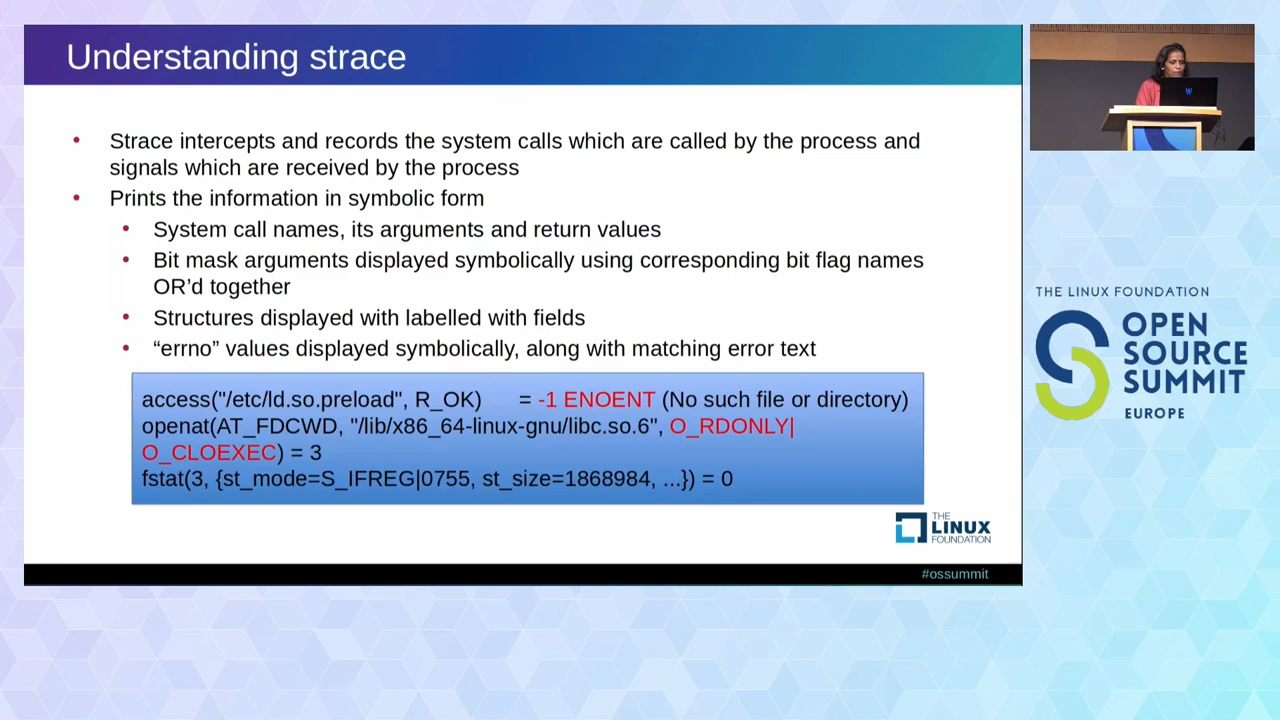 Understanding strace
• Strace intercepts and records the system calls which are called by the process and
signals which are received by the process
• Prints the information in symbolic form
• System call names, its arguments and return values
• Bit mask arguments displayed symbolically using corresponding bit flag names
OR’d together
• Structures displayed with labelled with fields
• “errno” values displayed symbolically, along with matching error text
access("/etc/ld.so.preload", R_OK) = -1 ENOENT (No such file or directory)
openat(AT_FDCWD, "/lib/x86_64-linux-gnu/libc.so.6", O_RDONLY|
O_CLOEXEC) = 3
fstat(3, {st_mode=S_IFREG|0755, st_size=1868984, ...}) = 0
THE
LINUX
FOUNDATION
#ossummit
THE LINUX FOUNDATION
OPEN
SOURCE
SUMMIT
EUROPE